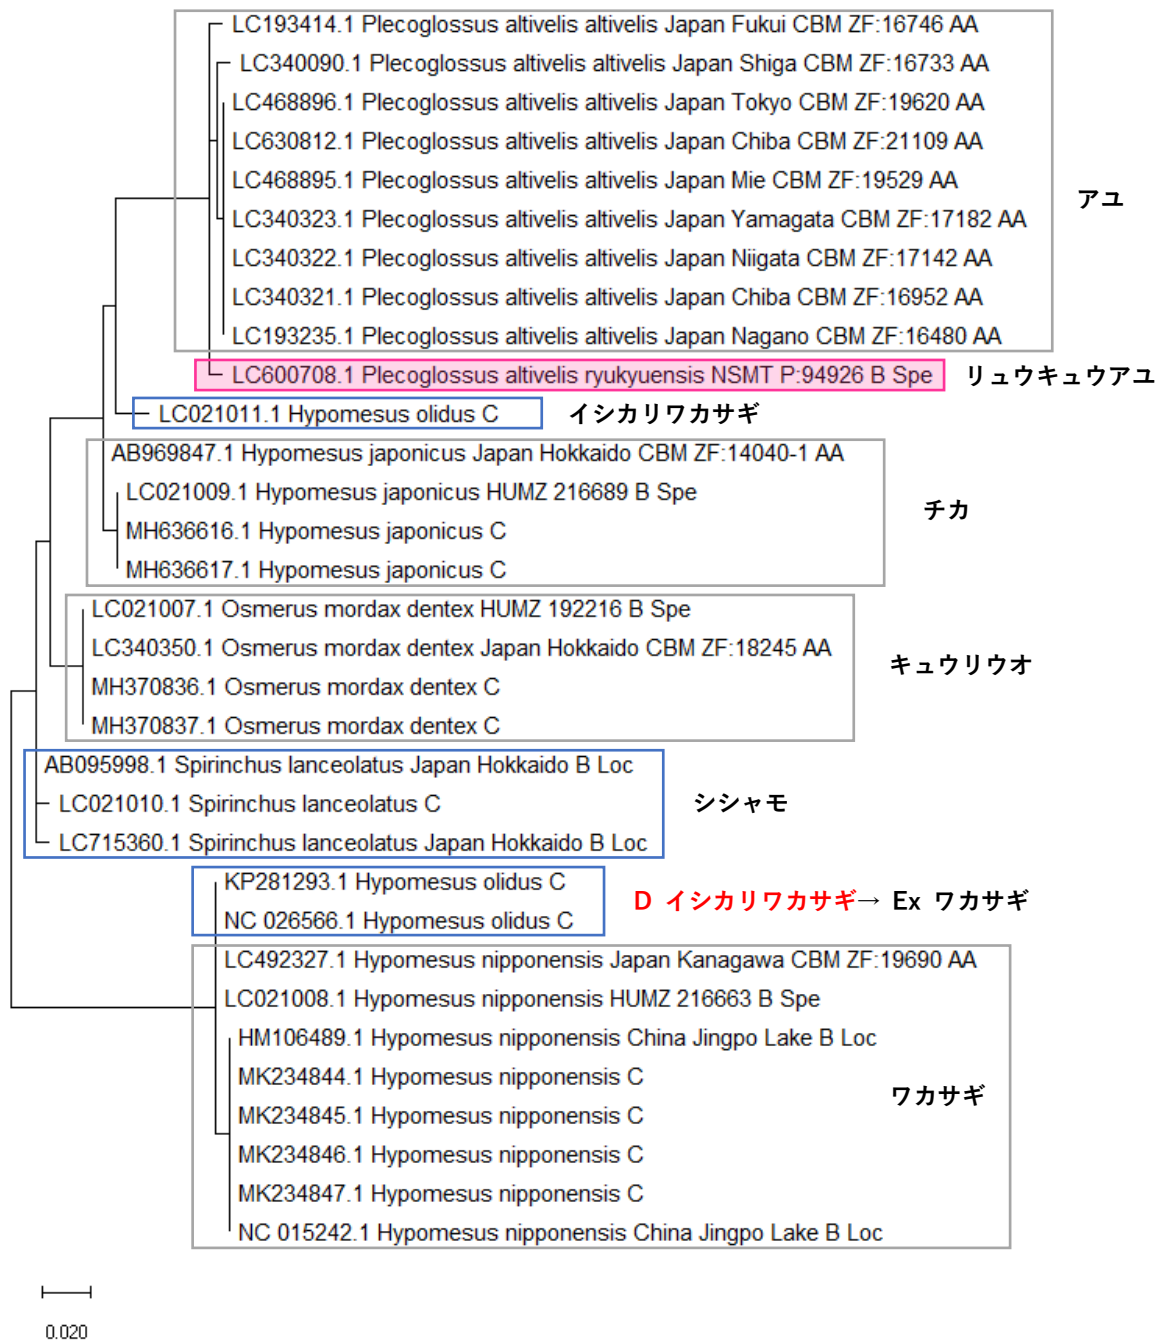 LC193414.1 Plecoglossus altivelis altivelis Japan Fukui CBM ZF:16746 AA
LC340090.1 Plecoglossus altivelis altivelis Japan Shiga CBM ZF:16733 AA
LC468896.1 Plecoglossus altivelis altivelis Japan Tokyo CBM ZF:19620 AA
LC630812.1 Plecoglossus altivelis altivelis Japan Chiba CBM ZF:21109 AA
LC468895.1 Plecoglossus altivelis altivelis Japan Mie CBM ZF:19529 AA
アユ
LC340323.1 Plecoglossus altivelis altivelis Japan Yamagata CBM ZF:17182 AA
LC340322.1 Plecoglossus altivelis altivelis Japan Niigata CBM ZF:17142 AA
LC340321.1 Plecoglossus altivelis altivelis Japan Chiba CBM ZF:16952 AA
LC193235.1 Plecoglossus altivelis altivelis Japan Nagano CBM ZF:16480 AA
LC600708.1 Plecoglossus altivelis ryukyuensis NSMT P:94926 B Spe リュウキュウアユ
LC021011.1 Hypomesus olidus C イシカリワカサギ
AB969847.1 Hypomesus japonicus Japan Hokkaido CBM ZF:14040-1 AA
LC021009.1 Hypomesus japonicus HUMZ 216689 B Spe
チカ
MH636616.1 Hypomesus japonicus C
MH636617.1 Hypomesus japonicus C
LC021007.1 Osmerus mordax dentex HUMZ 192216 B Spe
LC340350.1 Osmerus mordax dentex Japan Hokkaido CBM ZF:18245 AA
キュウリウオ
MH370836.1 Osmerus mordax dentex C
MH370837.1 Osmerus mordax dentex C
AB095998.1 Spirinchus lanceolatus Japan Hokkaido B Loc
LC021010.1 Spirinchus lanceolatus C シシャモ
LC715360.1 Spirinchus lanceolatus Japan Hokkaido B Loc
KP281293.1 Hypomesus olidus C
D イシカリワカサギ→ Ex ワカサギ
NC 026566.1 Hypomesus olidus C
LC492327.1 Hypomesus nipponensis Japan Kanagawa CBM ZF:19690 AA
LC021008.1 Hypomesus nipponensis HUMZ 216663 B Spe
HM106489.1 Hypomesus nipponensis China Jingpo Lake B Loc
MK234844.1 Hypomesus nipponensis C
ワカサギ
MK234845.1 Hypomesus nipponensis C
MK234846.1 Hypomesus nipponensis C
MK234847.1 Hypomesus nipponensis C
NC 015242.1 Hypomesus nipponensis China Jingpo Lake B Loc
0.020